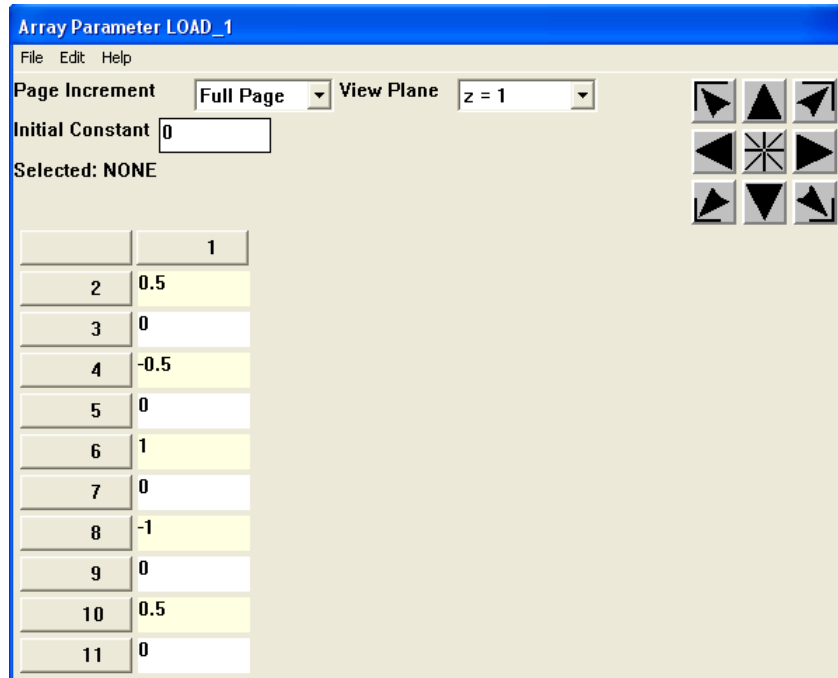 Array Parameter LOAD_1
File Edit Help
Page Increment Full Page View Plane z = 1
Initial Constant 0
Selected: NONE
1
2 0.5
3 0
4 -0.5
5 0
6 1
7 0
8 -1
9 0
10 0.5
11 0